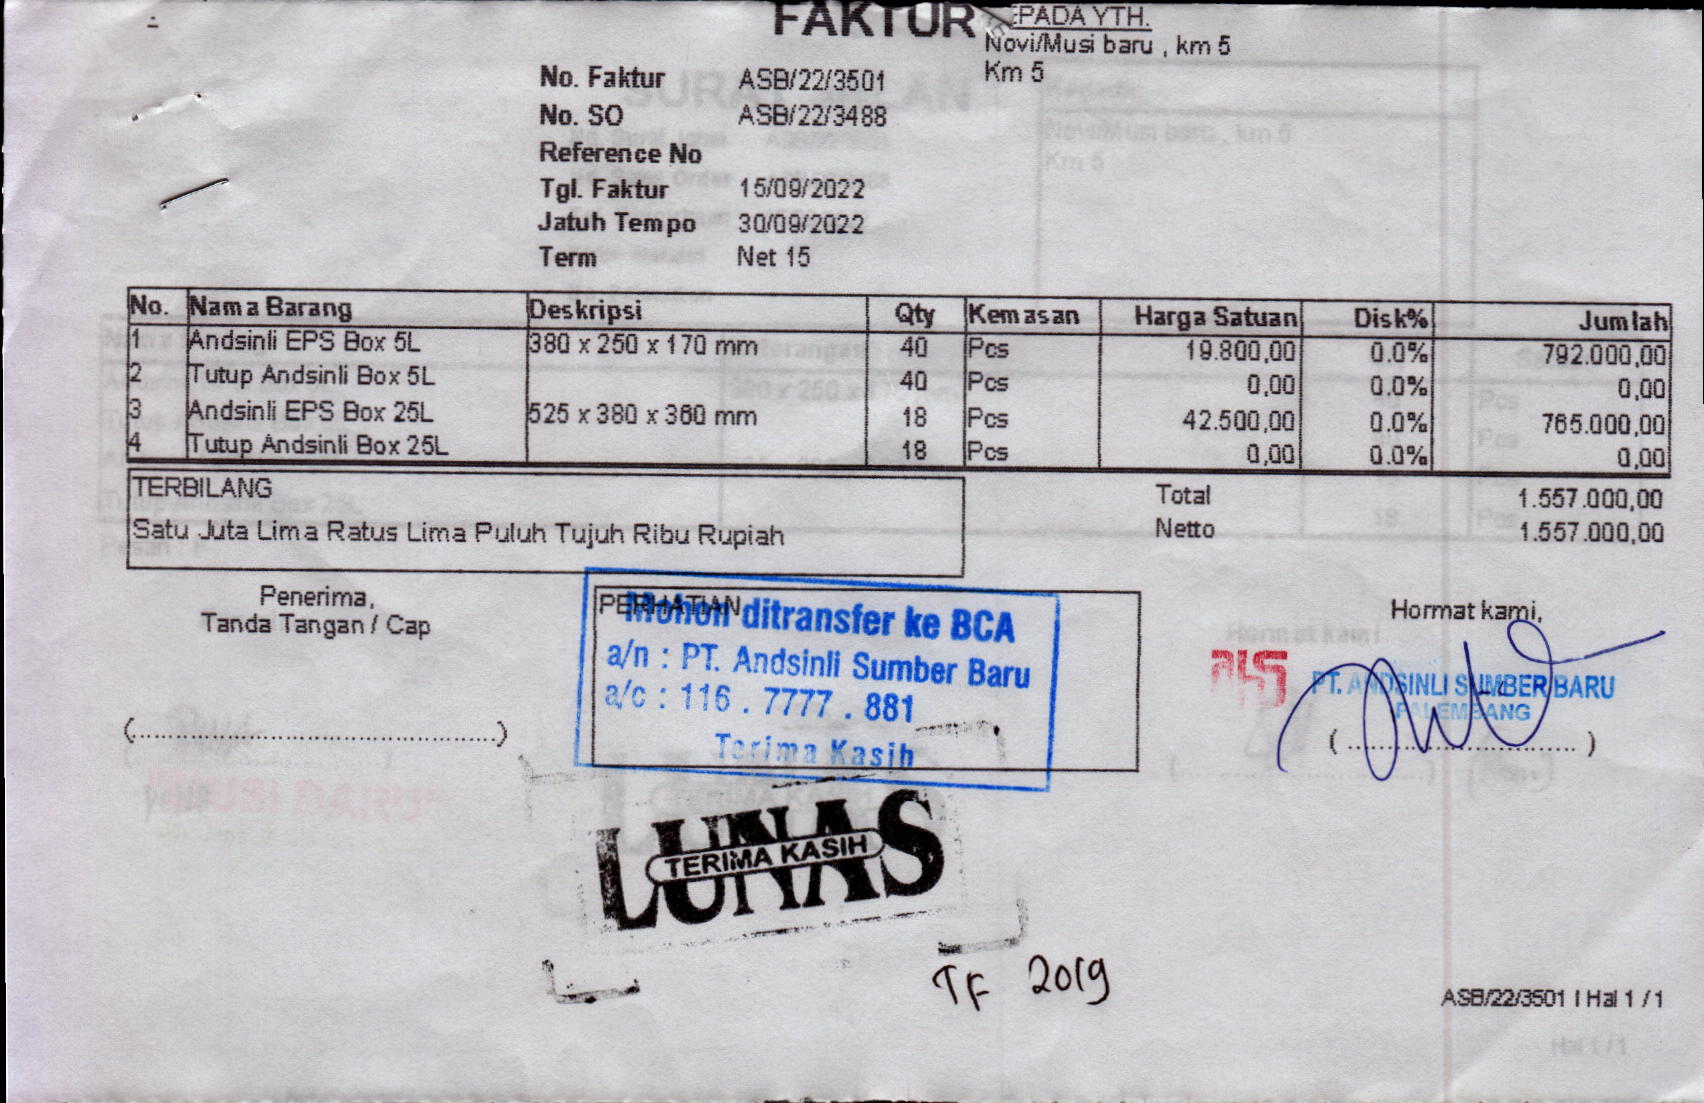 FAKTUR
EPADA YTH.
Novi/Musi baru , km 5
Km 5
No. Faktur ASB/22/3501
No. SO ASB/22/3488
Reference No
Tgl. Faktur 15/09/2022
Jatuh Tempo 30/09/2022
Term Net 15
No. Nama Barang Deskripsi Qty Kemasan Harga Satuan Disk% Jumlah
1 Andsinli EPS Box 5L 380 x 250 x 170 mm 40 Pcs 19.800,00 0.0% 792.000,00
2 Tutup Andsinli Box 5L 40 Pcs 0,00 0.0% 0,00
3 Andsinli EPS Box 25L 525 x 380 x 360 mm 18 Pcs 42.500,00 0.0% 765.000,00
4 Tutup Andsinli Box 25L 18 Pcs 0,00 0.0% 0,00
TERBILANG
Satu Juta Lima Ratus Lima Puluh Tujuh Ribu Rupiah
Total 1.557.000,00
Netto 1.557.000,00
Penerima,
Tanda Tangan / Cap
PERHATIAN
Mohon ditransfer ke BCA
a/n : PT. Andsinli Sumber Baru
a/c : 116 . 7777 . 881
Terima Kasih
Hormat kami,
PT. ANDSINLI SUMBER BARU
PALEMBANG
LUNAS
TERIMA KASIH
TF 2019
ASB/22/3501 | Hal 1 / 1